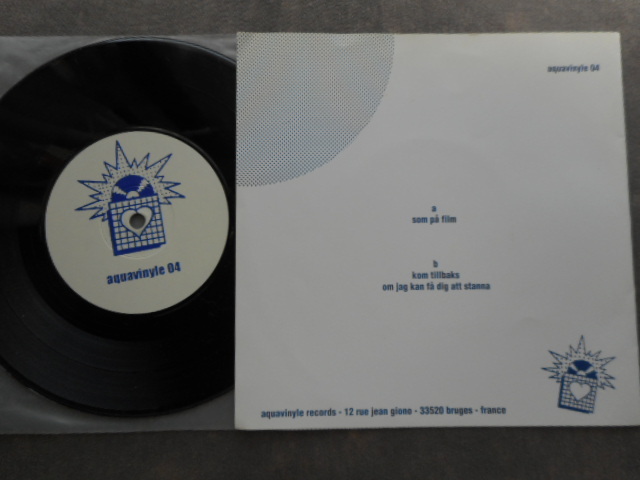 aquavinyle 04
aquavinyle 04
a
som på film
b
kom tillbaks
om jag kan få dig att stanna
aquavinyle records - 12 rue jean giono - 33520 bruges - france